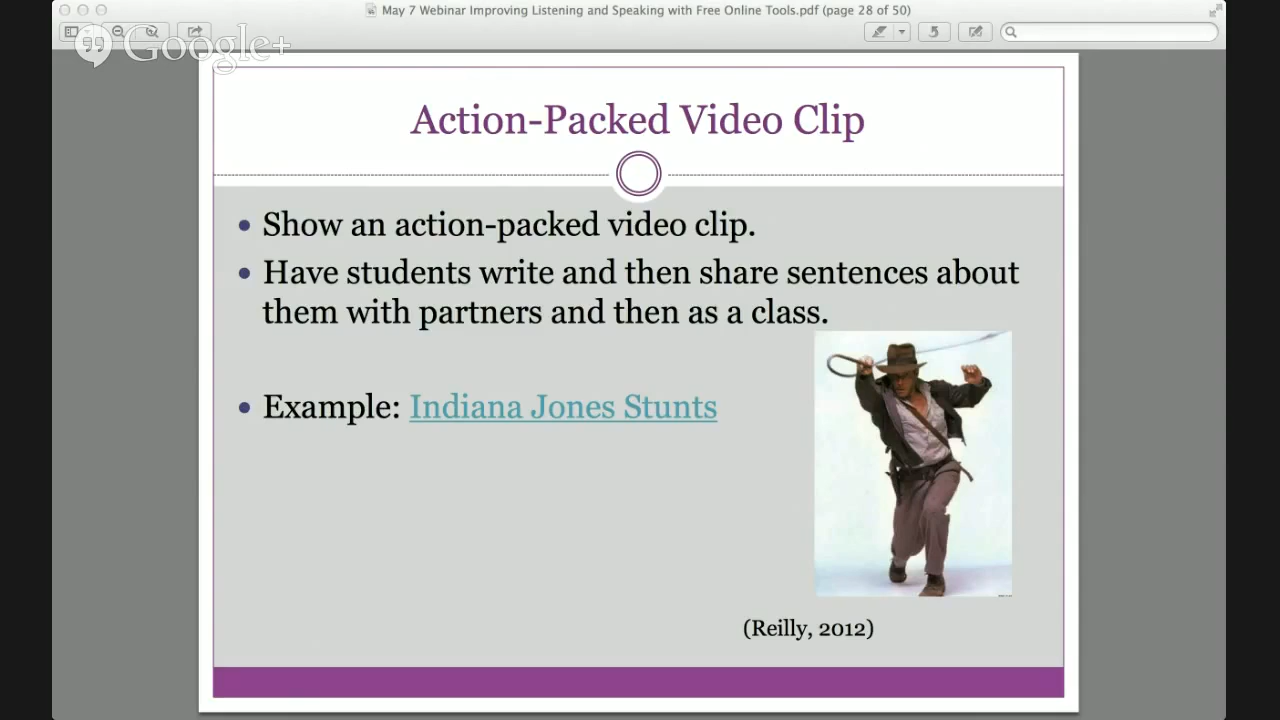 May 7 Webinar Improving Listening and Speaking with Free Online Tools.pdf (page 28 of 50)
Google+
Action-Packed Video Clip
• Show an action-packed video clip.
• Have students write and then share sentences about
them with partners and then as a class.
• Example: Indiana Jones Stunts
(Reilly, 2012)